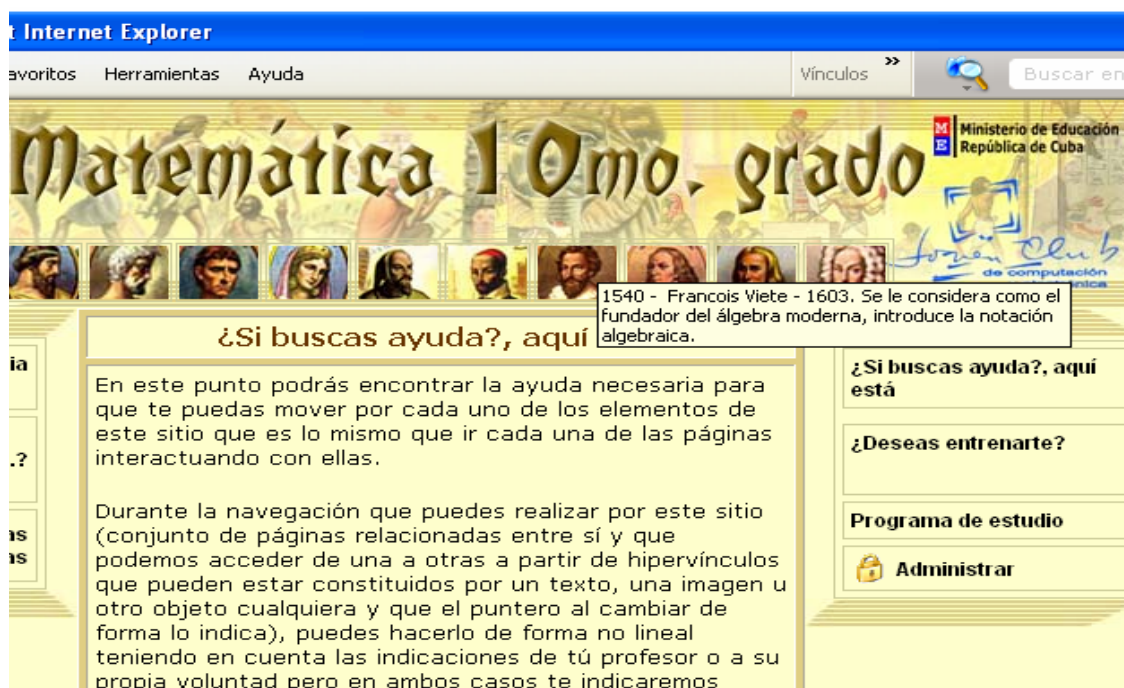 t Internet Explorer
avoritos Herramientas Ayuda
Vínculos »
Buscar en
Matemática 10mo. grado
M E Ministerio de Educación
República de Cuba
Joven Club
de computación
1540 - Francois Viete - 1603. Se le considera como el
fundador del álgebra moderna, introduce la notación
algebraica.
¿Si buscas ayuda?, aquí
ia
.?
as
as
En este punto podrás encontrar la ayuda necesaria para
que te puedas mover por cada uno de los elementos de
este sitio que es lo mismo que ir cada una de las páginas
interactuando con ellas.
Durante la navegación que puedes realizar por este sitio
(conjunto de páginas relacionadas entre sí y que
podemos acceder de una a otras a partir de hipervínculos
que pueden estar constituidos por un texto, una imagen u
otro objeto cualquiera y que el puntero al cambiar de
forma lo indica), puedes hacerlo de forma no lineal
teniendo en cuenta las indicaciones de tú profesor o a su
propia voluntad pero en ambos casos te indicaremos
¿Si buscas ayuda?, aquí
está
¿Deseas entrenarte?
Programa de estudio
Administrar